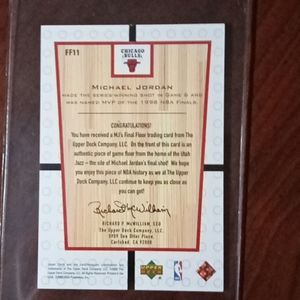 FF11
CHICAGO
BULLS
MICHAEL JORDAN
MADE THE SERIES-WINNING SHOT IN GAME 6 AND
WAS NAMED MVP OF THE 1998 NBA FINALS.
CONGRATULATIONS!
You have received a MJ's Final Floor trading card from The
Upper Deck Company, LLC. On the front of this card is an
authentic piece of game floor from the home of the Utah
Jazz – the site of Michael Jordan's final shot! We hope
you enjoy this piece of NBA history as we at The Upper
Deck Company, LLC continue to keep you as close as
you can get!
Richard P. McWilliam
RICHARD P. McWILLIAM, CEO
The Upper Deck Company, LLC.
5909 Sea Otter Place,
Carlsbad, CA 92008
UPPER DECK
NBA